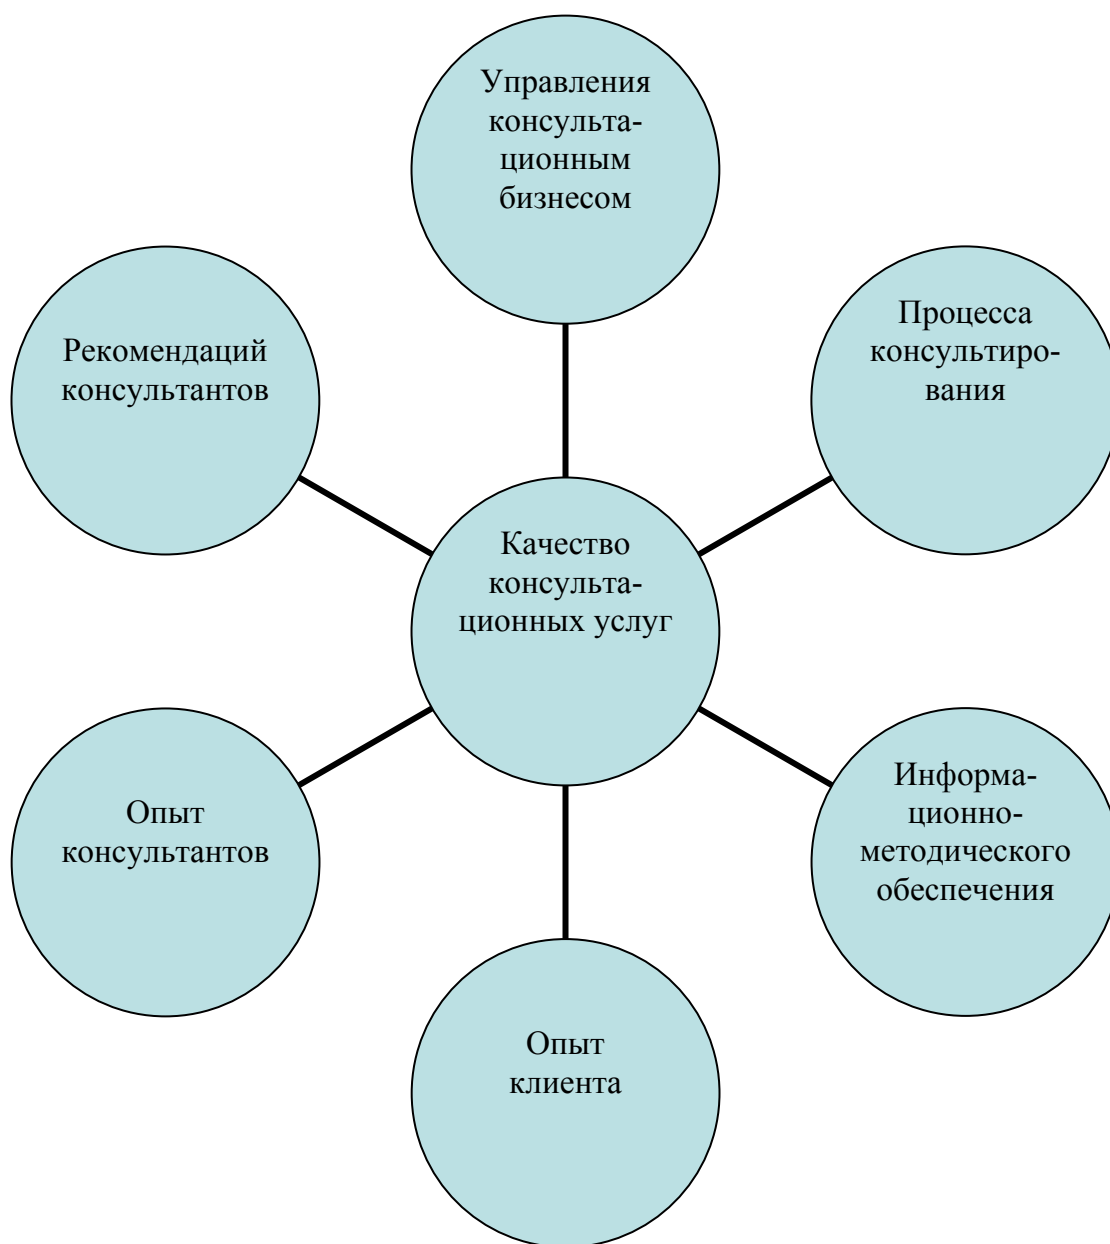 Управления
консульта-
ционным
бизнесом
Рекомендаций
консультантов
Процесса
консультиро-
вания
Качество
консульта-
ционных услуг
Опыт
консультантов
Информа-
ционно-
методического
обеспечения
Опыт
клиента